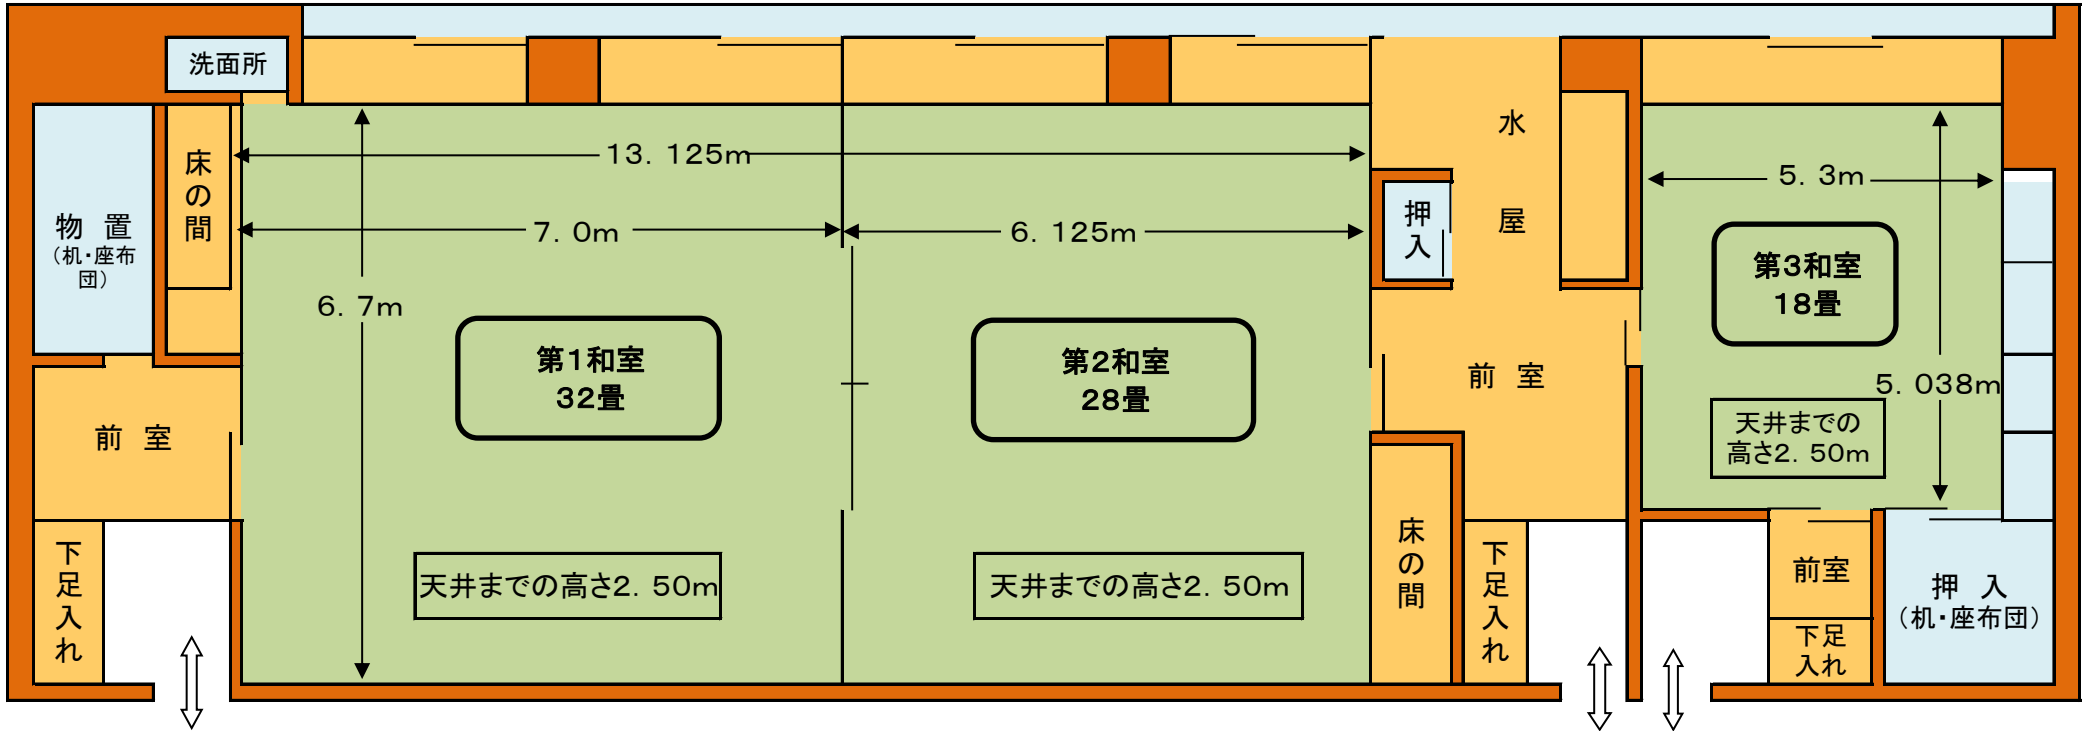 洗面所
物 置
（机・座布
団）
床の間
前 室
下足入れ
13. 125m
7. 0m
6. 125m
6. 7m
第1和室
32畳
第2和室
28畳
天井までの高さ2. 50m
天井までの高さ2. 50m
押入
水屋
前 室
床の間
下足入れ
5. 3m
第3和室
18畳
5. 038m
天井までの
高さ2. 50m
前室
下足
入れ
押 入
（机・座布団）